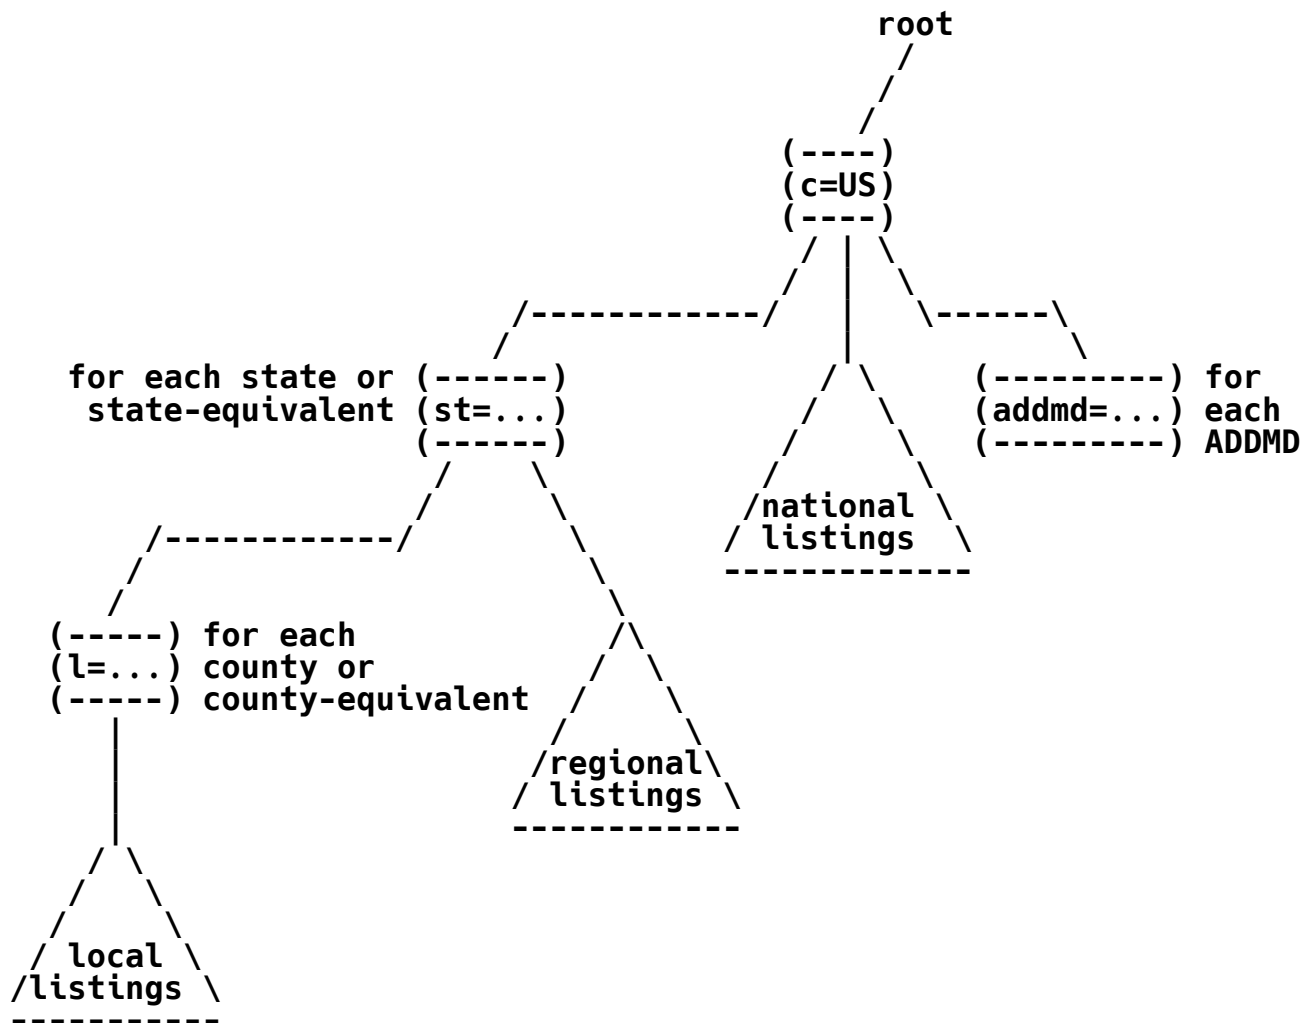 root
/
/
/
(----)
(c=US)
(----)
/ | \
/ | \
/------------/ | \------\
/ | \
for each state or (------) / \ (---------) for
state-equivalent (st=...) / \ (addmd=...) each
(------) / \ (---------) ADDMD
/ \ / \
/ \ /national \
/------------/ \ / listings \
/ \ -------------
/ \
(-----) for each /\
(l=...) county or / \
(-----) county-equivalent / \
| / \
| /regional\
| / listings \
| ------------
/ \
/ \
/ \
/ local \
/listings \
-----------